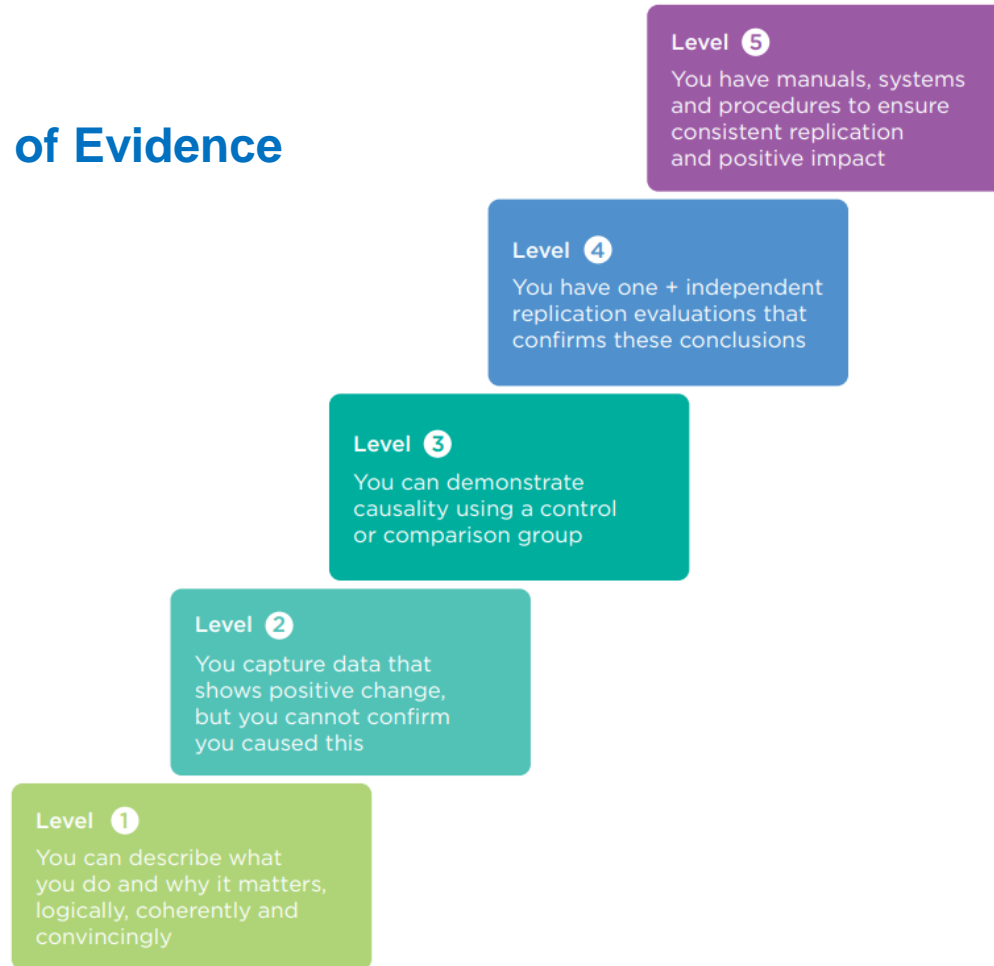 of Evidence
Level 5
You have manuals, systems
and procedures to ensure
consistent replication
and positive impact
Level 4
You have one + independent
replication evaluations that
confirms these conclusions
Level 3
You can demonstrate
causality using a control
or comparison group
Level 2
You capture data that
shows positive change,
but you cannot confirm
you caused this
Level 1
You can describe what
you do and why it matters,
logically, coherently and
convincingly